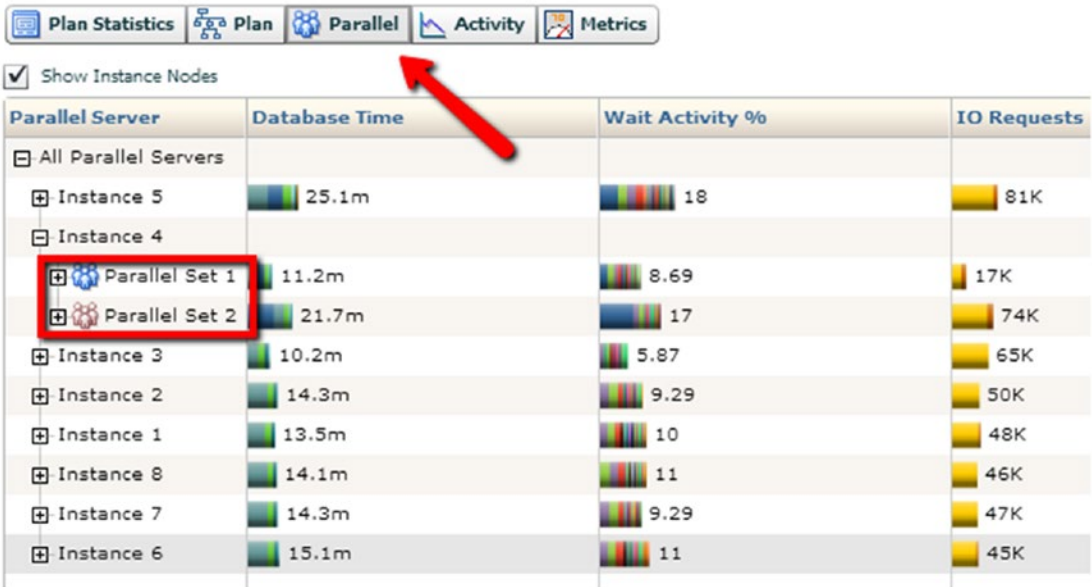 Plan Statistics Plan Parallel Activity Metrics
Show Instance Nodes
Parallel Server Database Time Wait Activity % IO Requests
All Parallel Servers
Instance 5 25.1m 18 81K
Instance 4
Parallel Set 1 11.2m 8.69 17K
Parallel Set 2 21.7m 17 74K
Instance 3 10.2m 5.87 65K
Instance 2 14.3m 9.29 50K
Instance 1 13.5m 10 48K
Instance 8 14.1m 11 46K
Instance 7 14.3m 9.29 47K
Instance 6 15.1m 11 45K